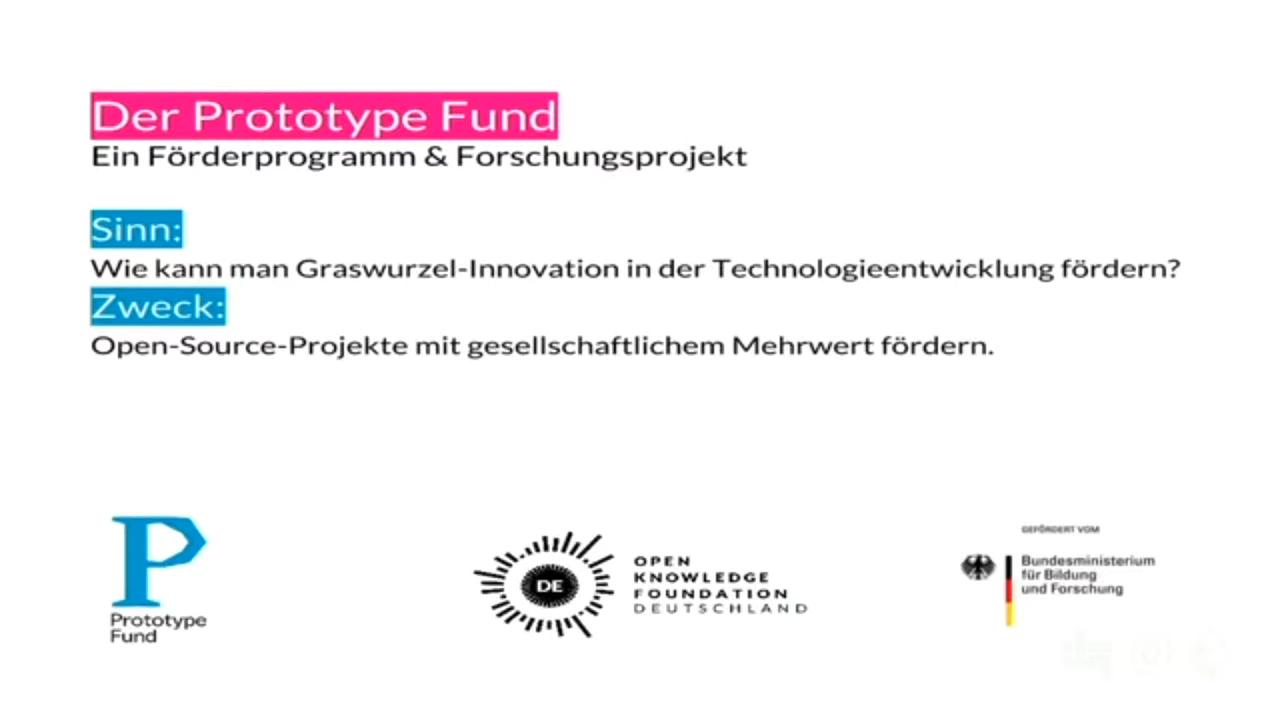 Der Prototype Fund
Ein Förderprogramm & Forschungsprojekt
Sinn:
Wie kann man Graswurzel-Innovation in der Technologieentwicklung fördern?
Zweck:
Open-Source-Projekte mit gesellschaftlichem Mehrwert fördern.
Prototype
Fund
DE
OPEN
KNOWLEDGE
FOUNDATION
DEUTSCHLAND
GEFÖRDERT VOM
Bundesministerium
für Bildung
und Forschung